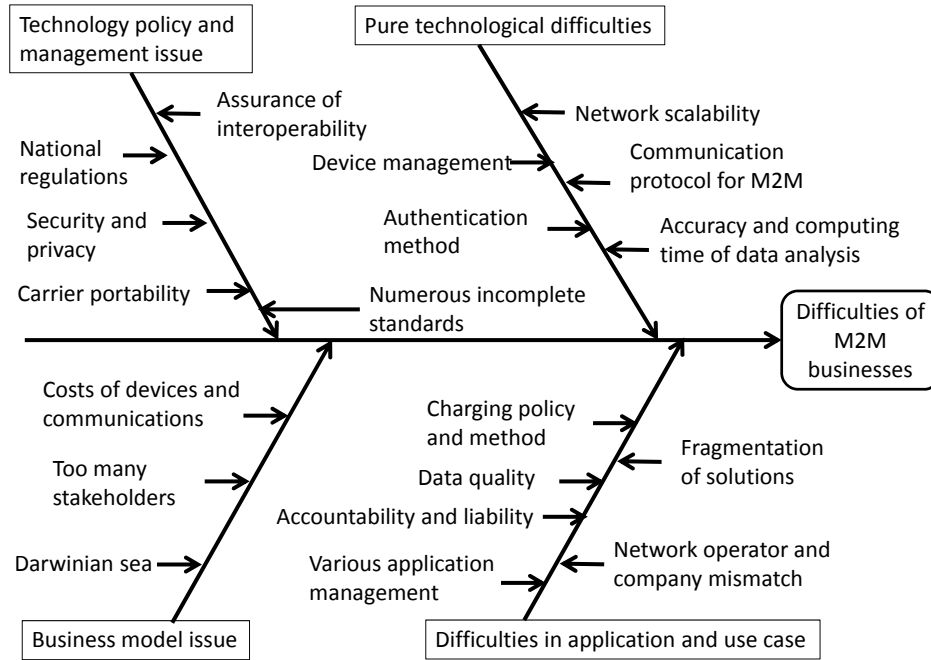 Technology policy and
management issue
Pure technological difficulties
Assurance of
interoperability
National
regulations
Security and
privacy
Carrier portability
Numerous incomplete
standards
Network scalability
Device management
Communication
protocol for M2M
Authentication
method
Accuracy and computing
time of data analysis
Difficulties of
M2M
businesses
Costs of devices and
communications
Too many
stakeholders
Darwinian sea
Business model issue
Charging policy
and method
Fragmentation
of solutions
Data quality
Accountability and liability
Various application
management
Network operator and
company mismatch
Difficulties in application and use case